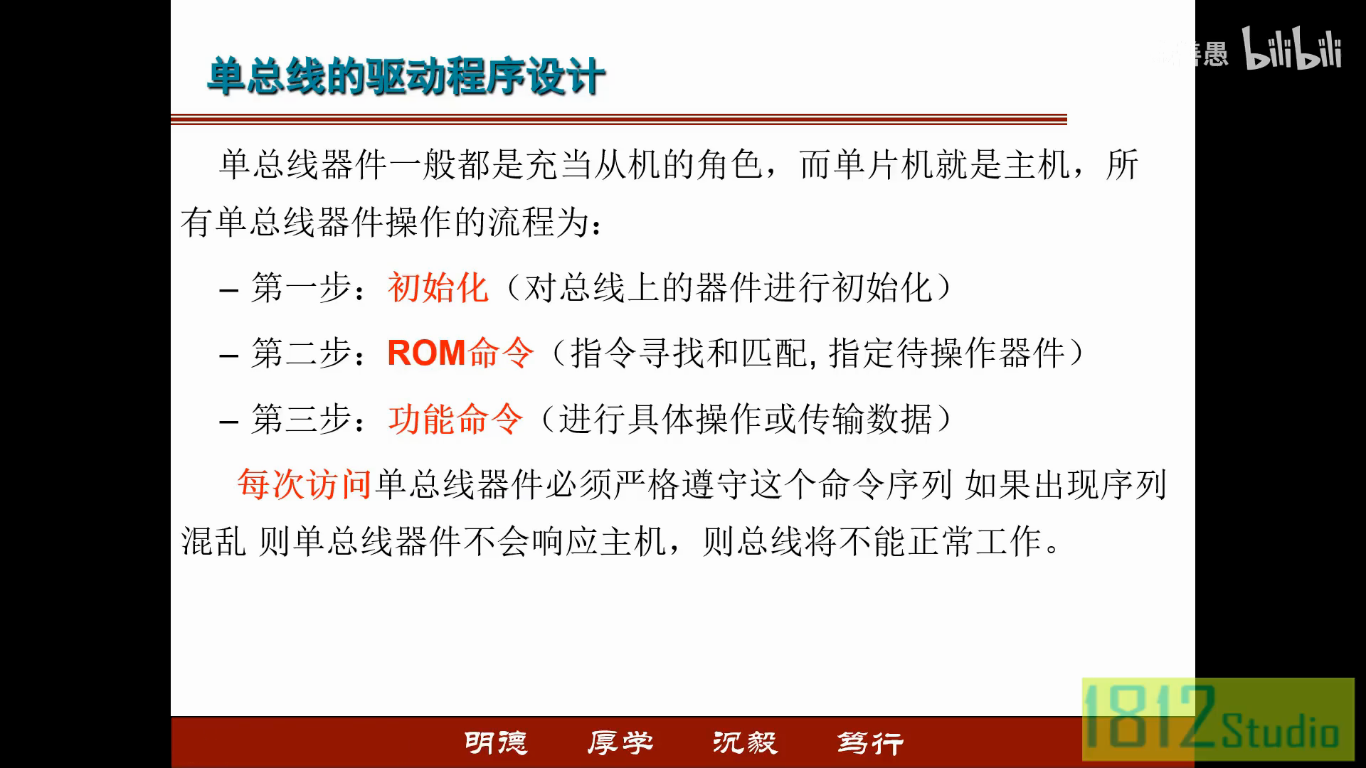 单总线的驱动程序设计
愚 bilibili
单总线器件一般都是充当从机的角色，而单片机就是主机，所
有单总线器件操作的流程为：
– 第一步：初始化（对总线上的器件进行初始化）
– 第二步：ROM命令（指令寻找和匹配, 指定待操作器件）
– 第三步：功能命令（进行具体操作或传输数据）
每次访问单总线器件必须严格遵守这个命令序列 如果出现序列
混乱 则单总线器件不会响应主机，则总线将不能正常工作。
明德 厚学 沉毅 笃行
1812 Studio